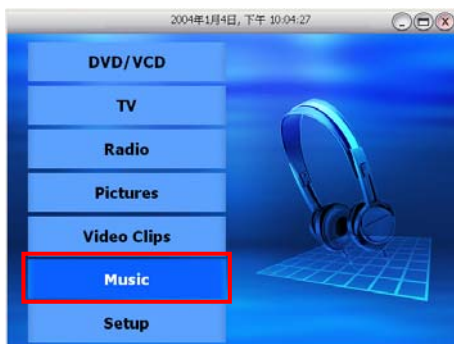 2004年1月4日, 下午 10:04:27
DVD/VCD
TV
Radio
Pictures
Video Clips
Music
Setup